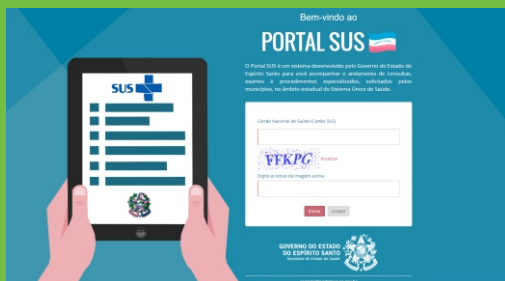 Bem-vindo ao
PORTAL SUS
O Portal SUS é um sistema desenvolvido pelo Governo do Estado do
Espírito Santo para você acompanhar o andamento de consultas,
exames e procedimentos especializados, solicitados pelos
municípios, no âmbito estadual do Sistema Único de Saúde.
SUS
Cartão Nacional de Saúde (Cartão SUS)
FFKPG Atualizar
Digite as letras da imagem acima
Entrar Limpar
GOVERNO DO ESTADO
DO ESPÍRITO SANTO
Secretaria de Estado da Saúde